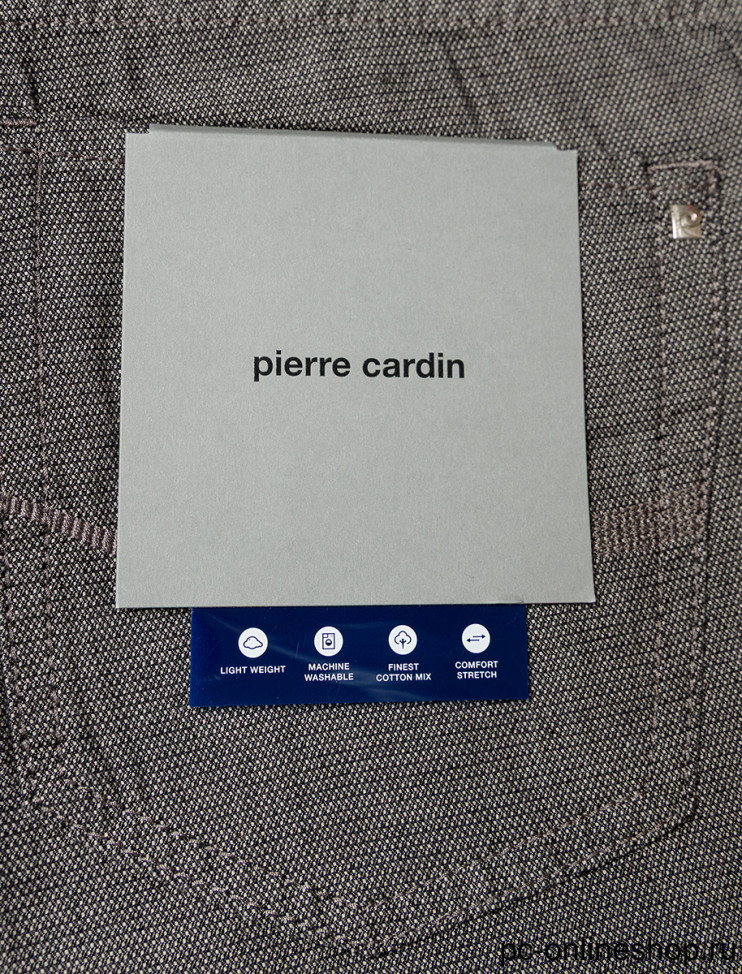 pierre cardin
LIGHT WEIGHT
MACHINE
WASHABLE
FINEST
COTTON MIX
COMFORT
STRETCH
pc-onlineshop.ru